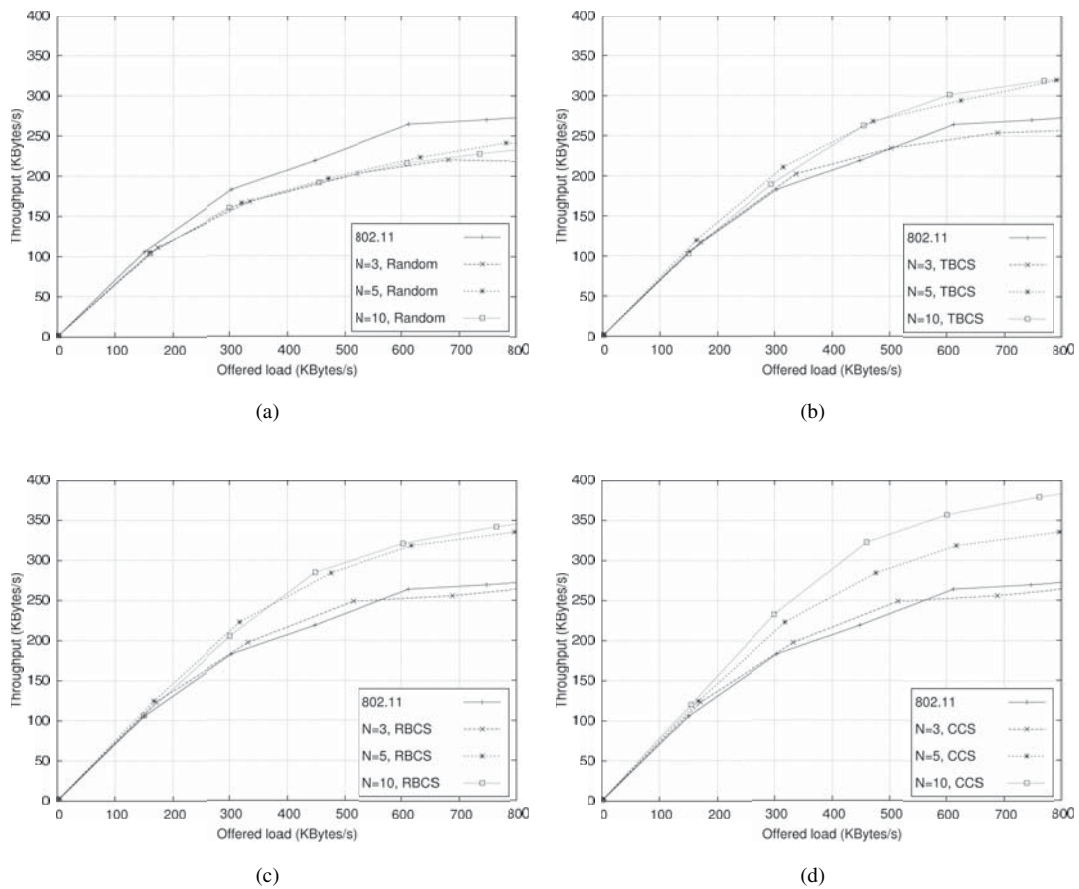 400
350
300
250
200
150
100
50
0
Throughput (KBytes/s)
802.11
N=3, Random
N=5, Random
N=10, Random
0 100 200 300 400 500 600 700 800
Offered load (KBytes/s)
(a)
400
350
300
250
200
150
100
50
0
Throughput (KBytes/s)
802.11
N=3, TBCS
N=5, TBCS
N=10, TBCS
0 100 200 300 400 500 600 700 800
Offered load (KBytes/s)
(b)
400
350
300
250
200
150
100
50
0
Throughput (KBytes/s)
802.11
N=3, RBCS
N=5, RBCS
N=10, RBCS
0 100 200 300 400 500 600 700 800
Offered load (KBytes/s)
(c)
400
350
300
250
200
150
100
50
0
Throughput (KBytes/s)
802.11
N=3, CCS
N=5, CCS
N=10, CCS
0 100 200 300 400 500 600 700 800
Offered load (KBytes/s)
(d)